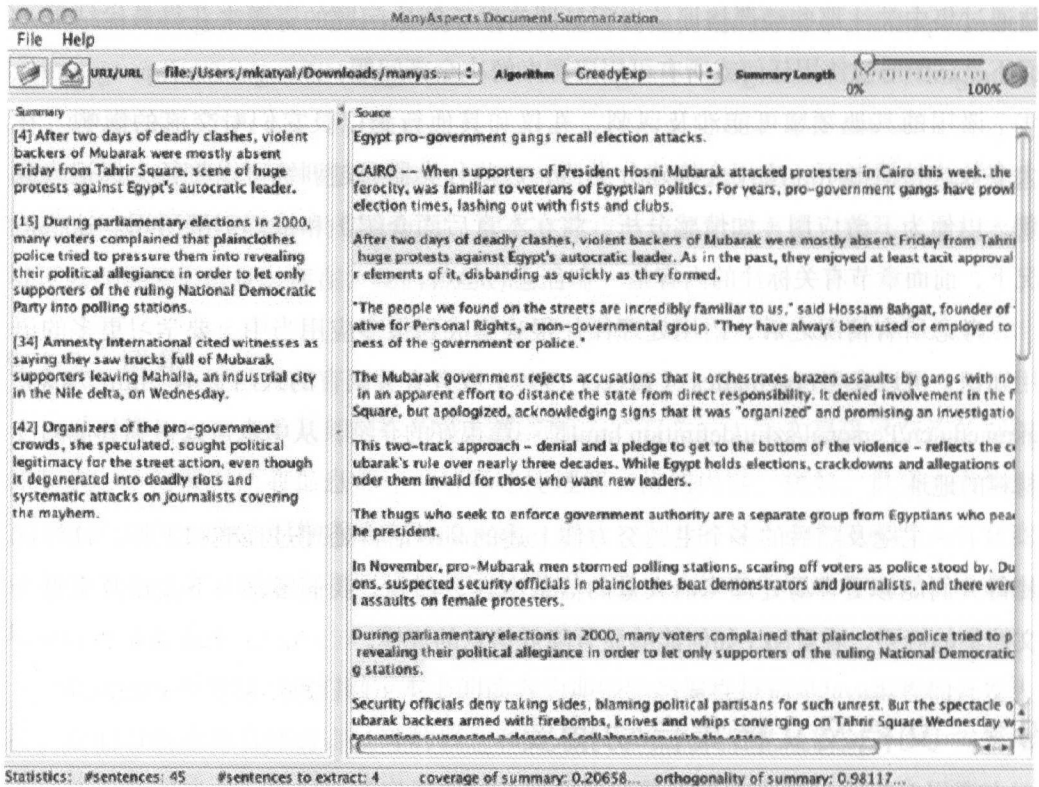 ManyAspects Document Summarization
File Help
URI/URL file:/Users/mkatyal/Downloads/manyas... Algorithm GreedyExp Summary Length 0% 100%
Summary
[4] After two days of deadly clashes, violent
backers of Mubarak were mostly absent
Friday from Tahrir Square, scene of huge
protests against Egypt's autocratic leader.
[15] During parliamentary elections in 2000,
many voters complained that plainclothes
police tried to pressure them into revealing
their political allegiance in order to let only
supporters of the ruling National Democratic
Party into polling stations.
[34] Amnesty International cited witnesses as
saying they saw trucks full of Mubarak
supporters leaving Mahalla, an industrial city
in the Nile delta, on Wednesday.
[42] Organizers of the pro-government
crowds, she speculated, sought political
legitimacy for the street action, even though
it degenerated into deadly riots and
systematic attacks on journalists covering
the mayhem.
Source
Egypt pro-government gangs recall election attacks.
CAIRO -- When supporters of President Hosni Mubarak attacked protesters in Cairo this week, the
ferocity, was familiar to veterans of Egyptian politics. For years, pro-government gangs have prowl
election times, lashing out with fists and clubs.
After two days of deadly clashes, violent backers of Mubarak were mostly absent Friday from Tahri
huge protests against Egypt's autocratic leader. As in the past, they enjoyed at least tacit approval
r elements of it, disbanding as quickly as they formed.
"The people we found on the streets are incredibly familiar to us," said Hossam Bahgat, founder of
ative for Personal Rights, a non-governmental group. "They have always been used or employed to
ness of the government or police."
The Mubarak government rejects accusations that it orchestrates brazen assaults by gangs with no
in an apparent effort to distance the state from direct responsibility. It denied involvement in the f
Square, but apologized, acknowledging signs that it was "organized" and promising an investigatio
This two-track approach – denial and a pledge to get to the bottom of the violence – reflects the c
ubarak's rule over nearly three decades. While Egypt holds elections, crackdowns and allegations of
nder them invalid for those who want new leaders.
The thugs who seek to enforce government authority are a separate group from Egyptians who pea
he president.
In November, pro-Mubarak men stormed polling stations, scaring off voters as police stood by. Du
ons, suspected security officials in plainclothes beat demonstrators and journalists, and there were
l assaults on female protesters.
During parliamentary elections in 2000, many voters complained that plainclothes police tried to p
revealing their political allegiance in order to let only supporters of the ruling National Democratic
g stations.
Security officials deny taking sides, blaming political partisans for such unrest. But the spectacle o
ubarak backers armed with firebombs, knives and whips converging on Tahrir Square Wednesday w
suggested a degree of collaboration with the state
Statistics: #sentences: 45 #sentences to extract: 4 coverage of summary: 0.20658... orthogonality of summary: 0.98117...